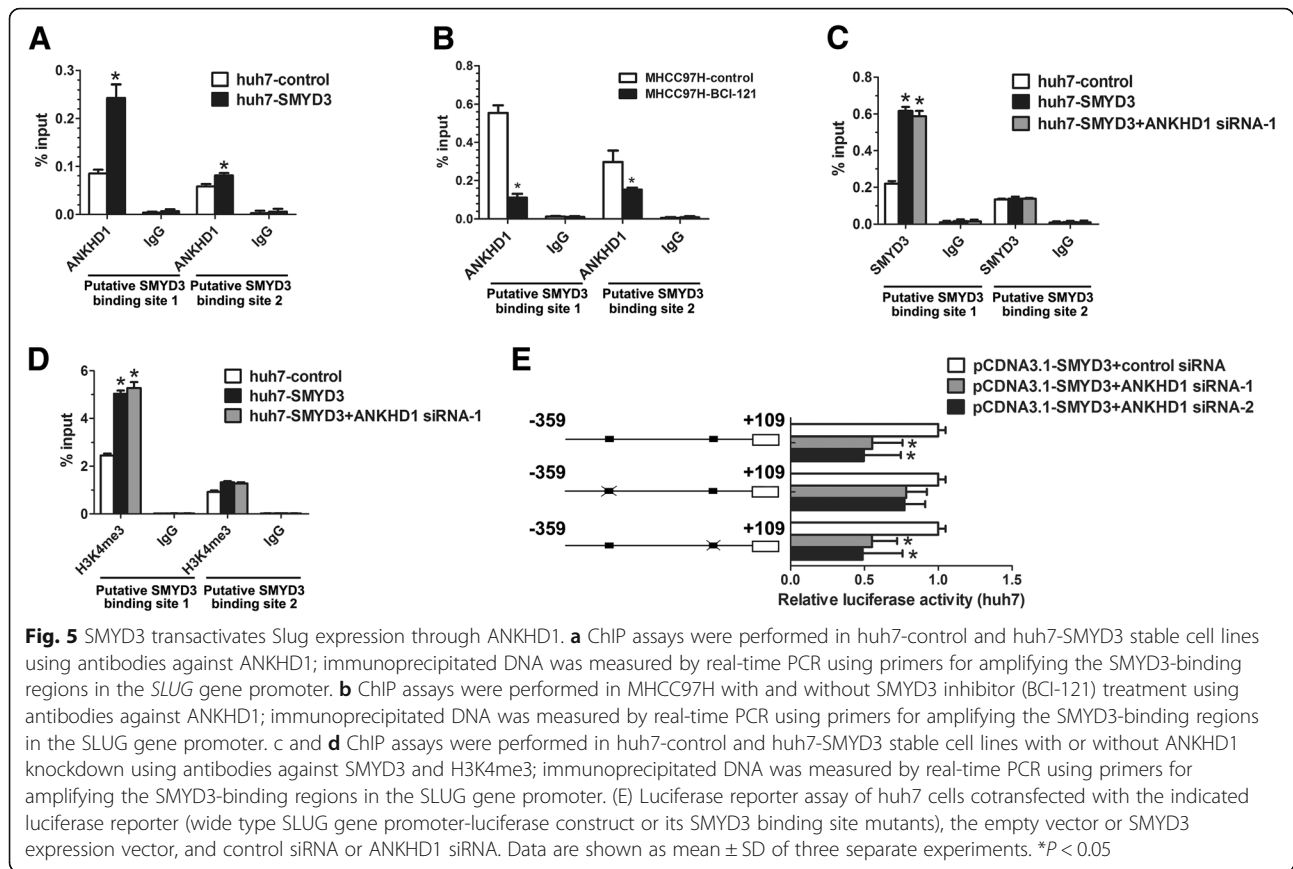 A
0.3
0.2
0.1
0.0
% input
*
*
huh7-control
huh7-SMYD3
ANKHD1
IgG
ANKHD1
IgG
Putative SMYD3 binding site 1
Putative SMYD3 binding site 2
B
0.8
0.6
0.4
0.2
0.0
% input
*
*
MHCC97H-control
MHCC97H-BCI-121
ANKHD1
IgG
ANKHD1
IgG
Putative SMYD3 binding site 1
Putative SMYD3 binding site 2
C
0.8
0.6
0.4
0.2
0.0
% input
* *
huh7-control
huh7-SMYD3
huh7-SMYD3+ANKHD1 siRNA-1
SMYD3
IgG
SMYD3
IgG
Putative SMYD3 binding site 1
Putative SMYD3 binding site 2
D
6
4
2
0
% input
* *
huh7-control
huh7-SMYD3
huh7-SMYD3+ANKHD1 siRNA-1
H3K4me3
IgG
H3K4me3
IgG
Putative SMYD3 binding site 1
Putative SMYD3 binding site 2
E
pCDNA3.1-SMYD3+control siRNA
pCDNA3.1-SMYD3+ANKHD1 siRNA-1
pCDNA3.1-SMYD3+ANKHD1 siRNA-2
-359 +109
*
*
-359 +109
-359 +109
*
*
0.0 0.5 1.0 1.5
Relative luciferase activity (huh7)
Fig. 5 SMYD3 transactivates Slug expression through ANKHD1. a ChIP assays were performed in huh7-control and huh7-SMYD3 stable cell lines
using antibodies against ANKHD1; immunoprecipitated DNA was measured by real-time PCR using primers for amplifying the SMYD3-binding
regions in the SLUG gene promoter. b ChIP assays were performed in MHCC97H with and without SMYD3 inhibitor (BCI-121) treatment using
antibodies against ANKHD1; immunoprecipitated DNA was measured by real-time PCR using primers for amplifying the SMYD3-binding regions
in the SLUG gene promoter. c and d ChIP assays were performed in huh7-control and huh7-SMYD3 stable cell lines with or without ANKHD1
knockdown using antibodies against SMYD3 and H3K4me3; immunoprecipitated DNA was measured by real-time PCR using primers for
amplifying the SMYD3-binding regions in the SLUG gene promoter. (E) Luciferase reporter assay of huh7 cells cotransfected with the indicated
luciferase reporter (wide type SLUG gene promoter-luciferase construct or its SMYD3 binding site mutants), the empty vector or SMYD3
expression vector, and control siRNA or ANKHD1 siRNA. Data are shown as mean ± SD of three separate experiments. *P < 0.05